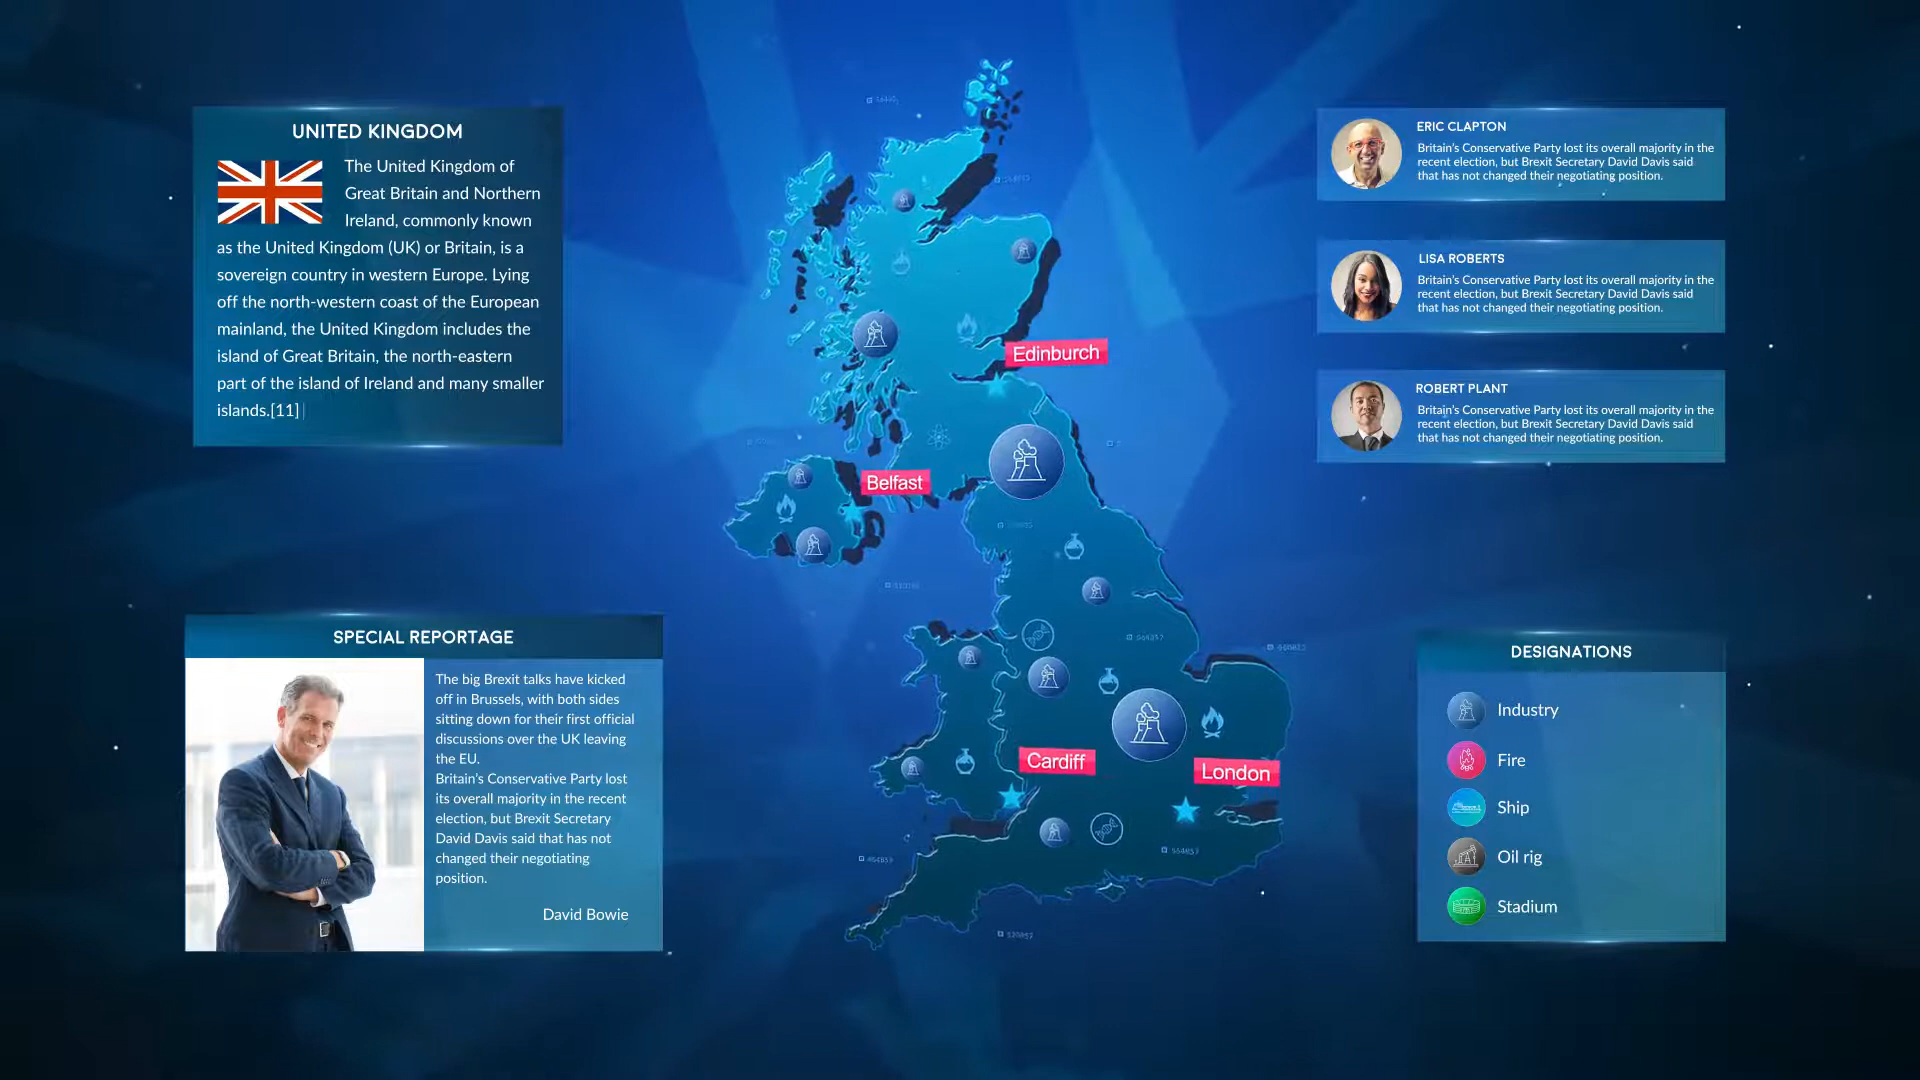 UNITED KINGDOM
The United Kingdom of
Great Britain and Northern
Ireland, commonly known
as the United Kingdom (UK) or Britain, is a
sovereign country in western Europe. Lying
off the north-western coast of the European
mainland, the United Kingdom includes the
island of Great Britain, the north-eastern
part of the island of Ireland and many smaller
islands.[11]
SPECIAL REPORTAGE
The big Brexit talks have kicked
off in Brussels, with both sides
sitting down for their first official
discussions over the UK leaving
the EU.
Britain's Conservative Party lost
its overall majority in the recent
election, but Brexit Secretary
David Davis said that has not
changed their negotiating
position.
David Bowie
Edinburch
Belfast
Cardiff
London
ERIC CLAPTON
Britain's Conservative Party lost its overall majority in the
recent election, but Brexit Secretary David Davis said
that has not changed their negotiating position.
LISA ROBERTS
Britain's Conservative Party lost its overall majority in the
recent election, but Brexit Secretary David Davis said
that has not changed their negotiating position.
ROBERT PLANT
Britain's Conservative Party lost its overall majority in the
recent election, but Brexit Secretary David Davis said
that has not changed their negotiating position.
DESIGNATIONS
Industry
Fire
Ship
Oil rig
Stadium